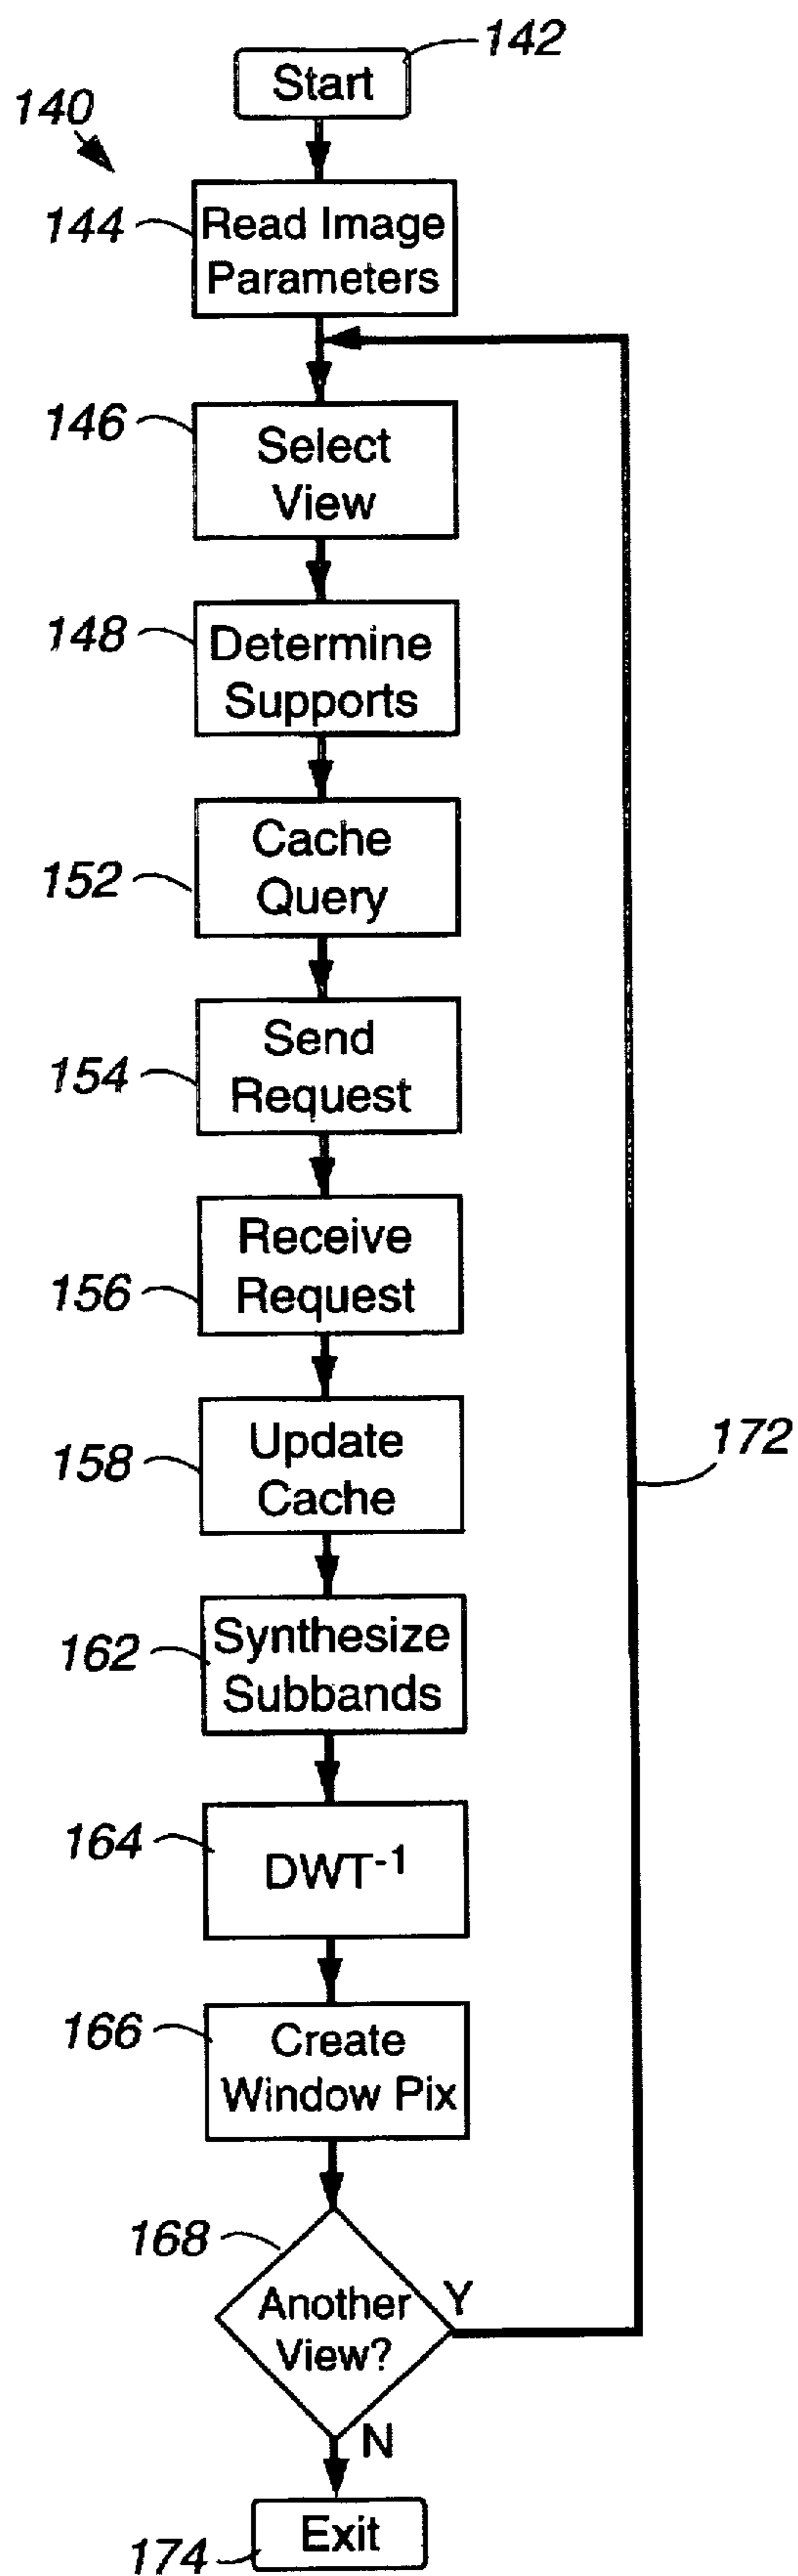 142
Start
140
144
Read Image
Parameters
146
Select
View
148
Determine
Supports
152
Cache
Query
154
Send
Request
156
Receive
Request
158
Update
Cache
172
162
Synthesize
Subbands
164
DWT-1
166
Create
Window Pix
168
Another
View?
Y
N
Exit
174